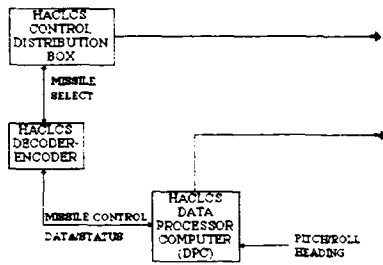 HACLCS
CONTROL
DISTRIBUTION
BOX
MISSILE
SELECT
HACLCS
DECODER-
ENCODER
MISSILE CONTROL
DATA/STATUS
HACLCS
DATA
PROCESSOR
COMPUTER
(DPC)
PITCH/ROLL
HEADING